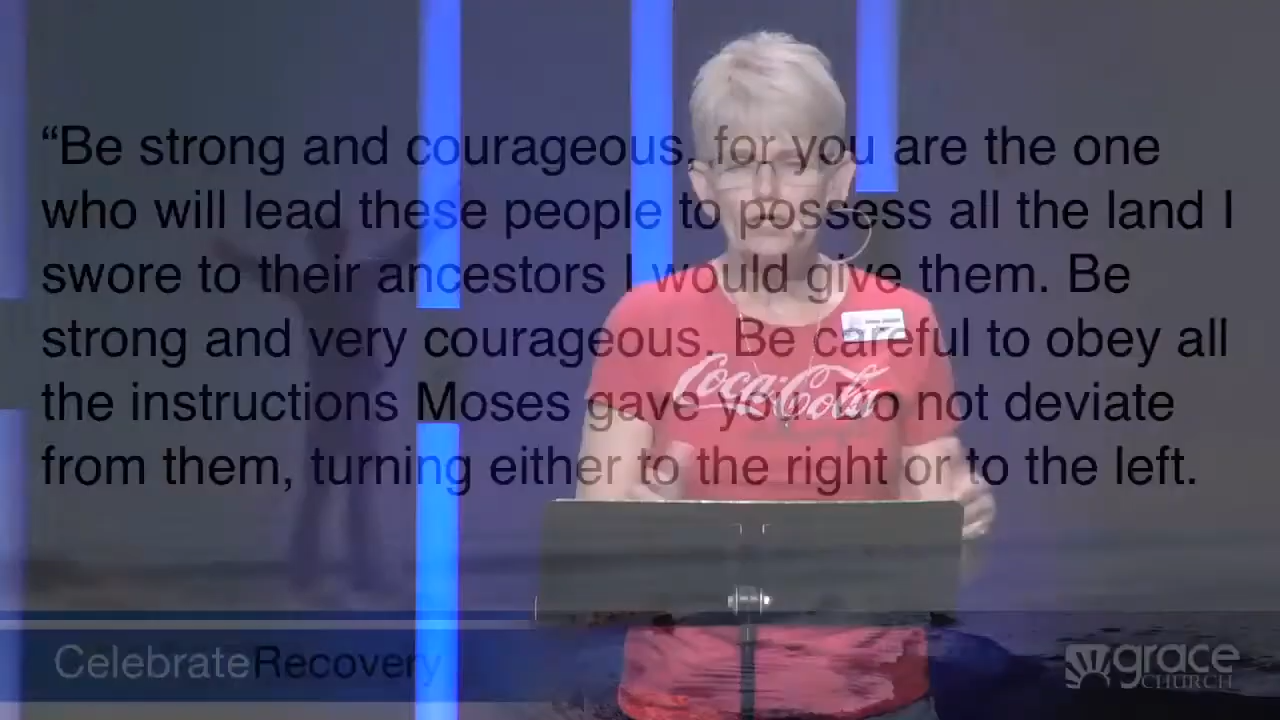 “Be strong and courageous, for you are the one
who will lead these people to possess all the land I
swore to their ancestors I would give them. Be
strong and very courageous. Be careful to obey all
the instructions Moses gave you. Do not deviate
from them, turning either to the right or to the left.
Coca-Cola
CelebrateRecovery
grace
CHURCH